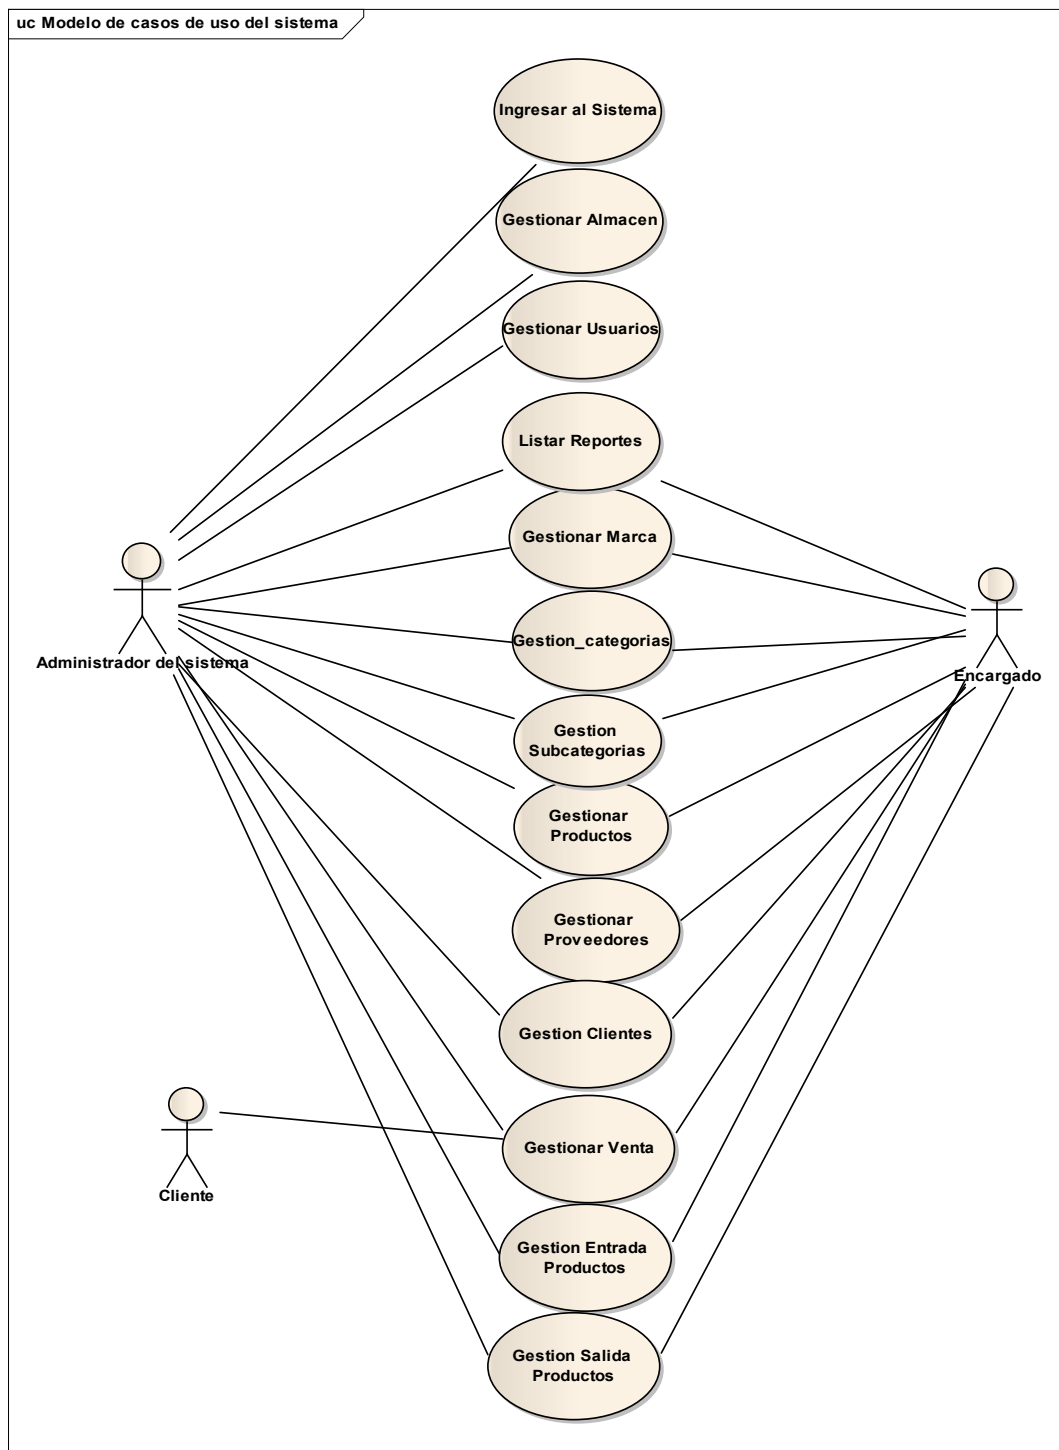 uc Modelo de casos de uso del sistema
Ingresar al Sistema
Gestionar Almacen
Gestionar Usuarios
Listar Reportes
Gestionar Marca
Gestion_categorias
Administrador del sistema
Encargado
Gestion
Subcategorias
Gestionar
Productos
Gestionar
Proveedores
Gestion Clientes
Gestionar Venta
Cliente
Gestion Entrada
Productos
Gestion Salida
Productos